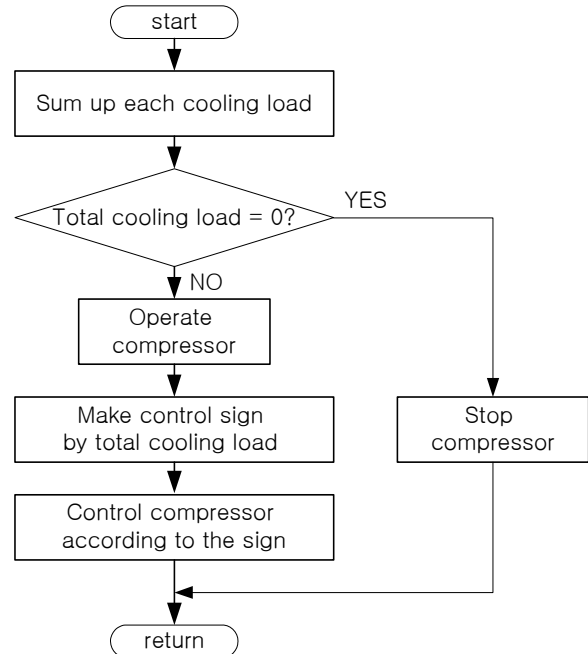 start
Sum up each cooling load
Total cooling load = 0?
YES
NO
Operate
compressor
Make control sign
by total cooling load
Stop
compressor
Control compressor
according to the sign
return